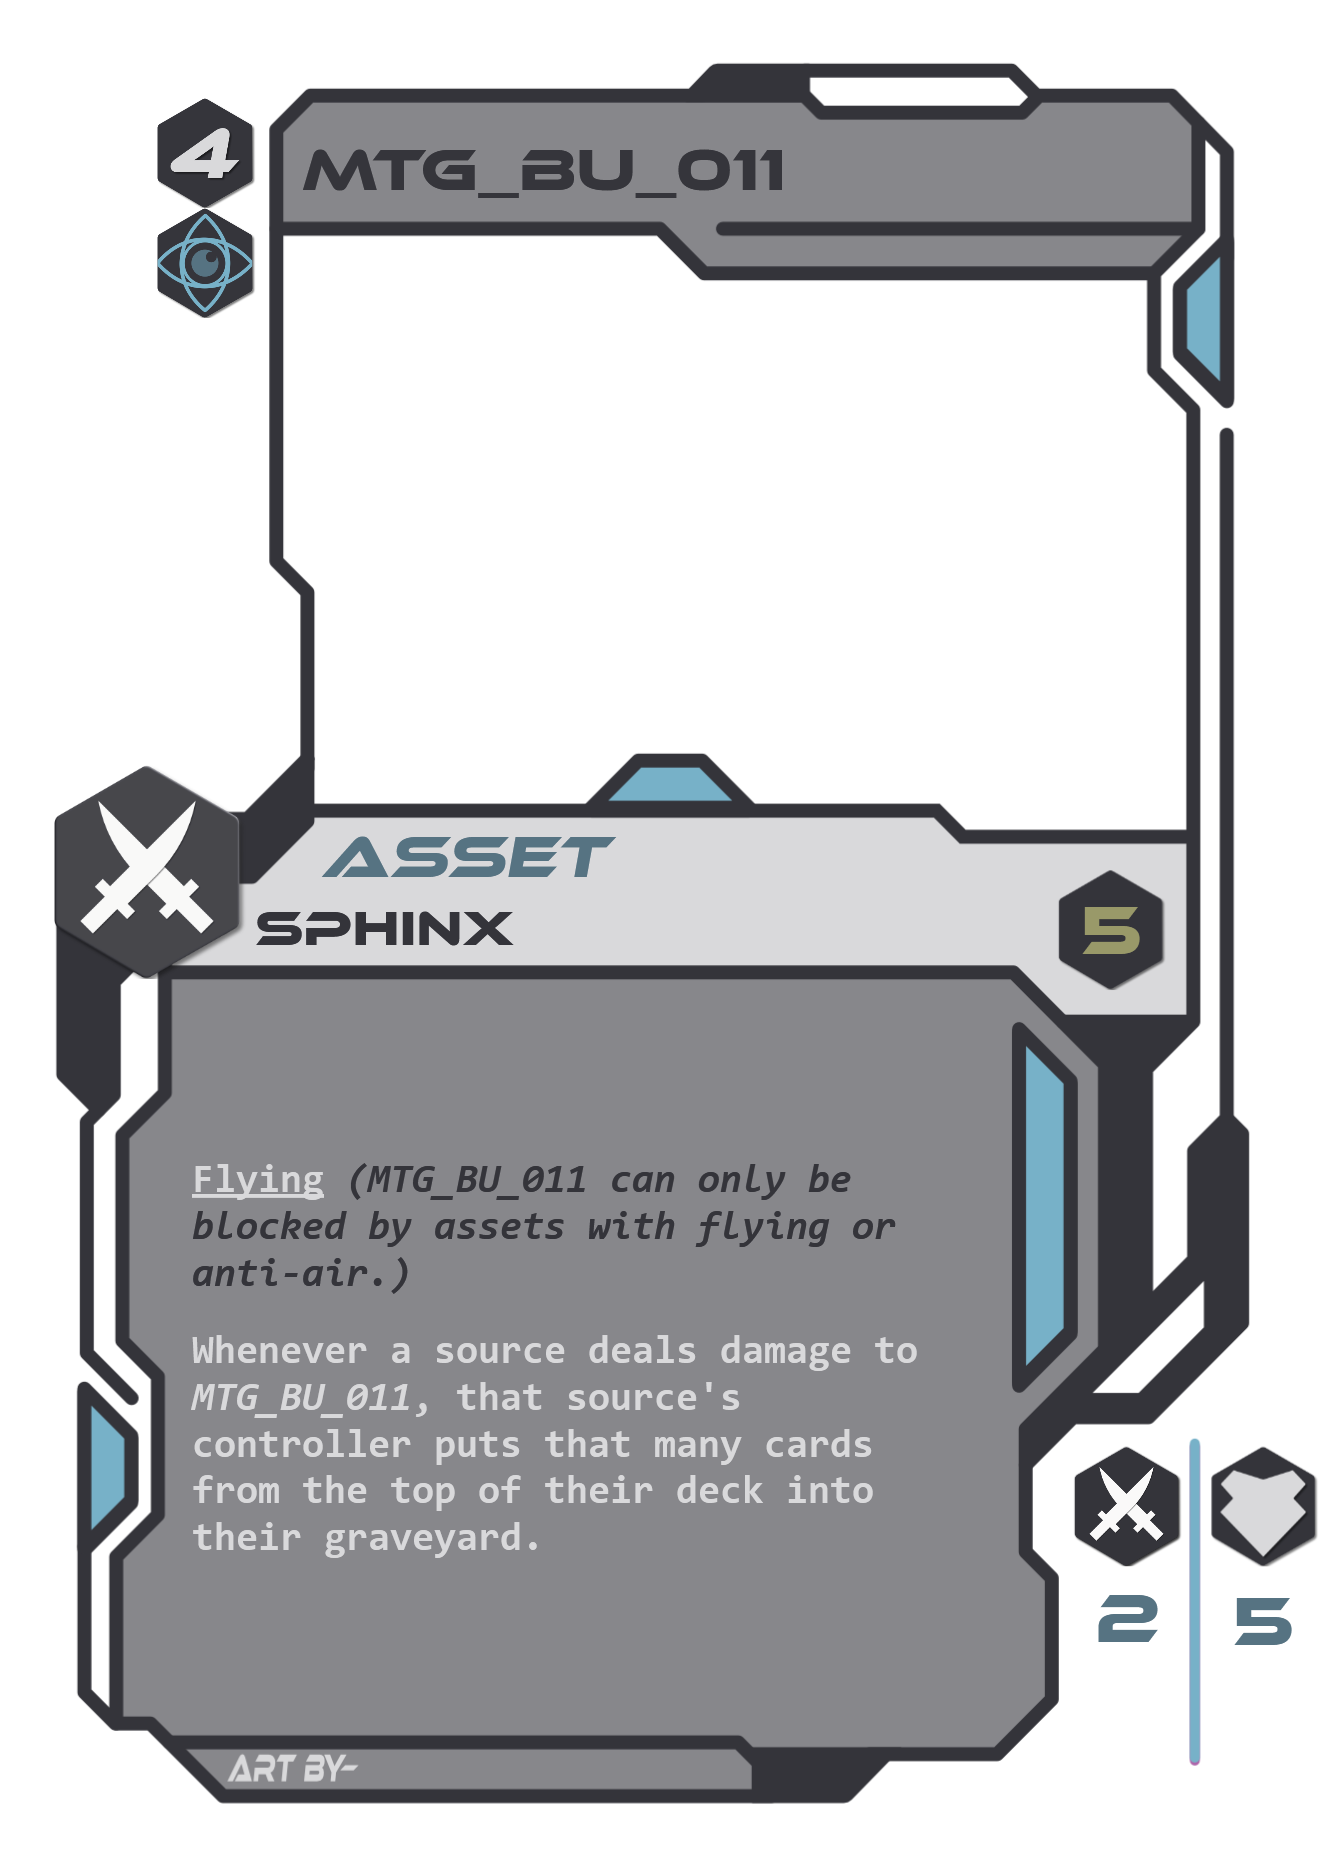 4
MTG_BU_011
ASSET
SPHINX
5
Flying (MTG_BU_011 can only be
blocked by assets with flying or
anti-air.)
Whenever a source deals damage to
MTG_BU_011, that source's
controller puts that many cards
from the top of their deck into
their graveyard.
2
5
ART BY-